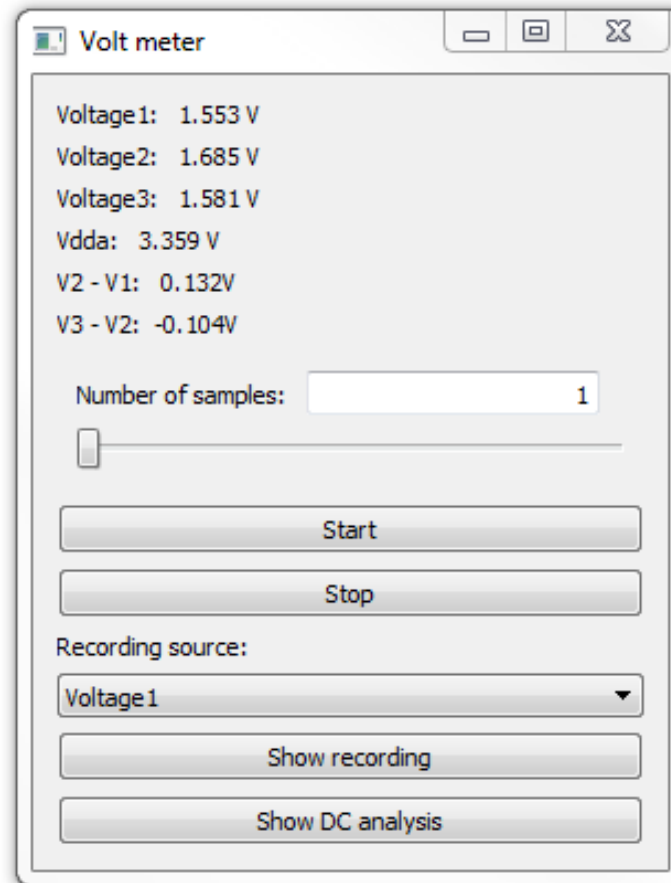 Volt meter
Voltage1: 1.553 V
Voltage2: 1.685 V
Voltage3: 1.581 V
Vdda: 3.359 V
V2 - V1: 0.132V
V3 - V2: -0.104V
Number of samples: 1
Start
Stop
Recording source:
Voltage1
Show recording
Show DC analysis